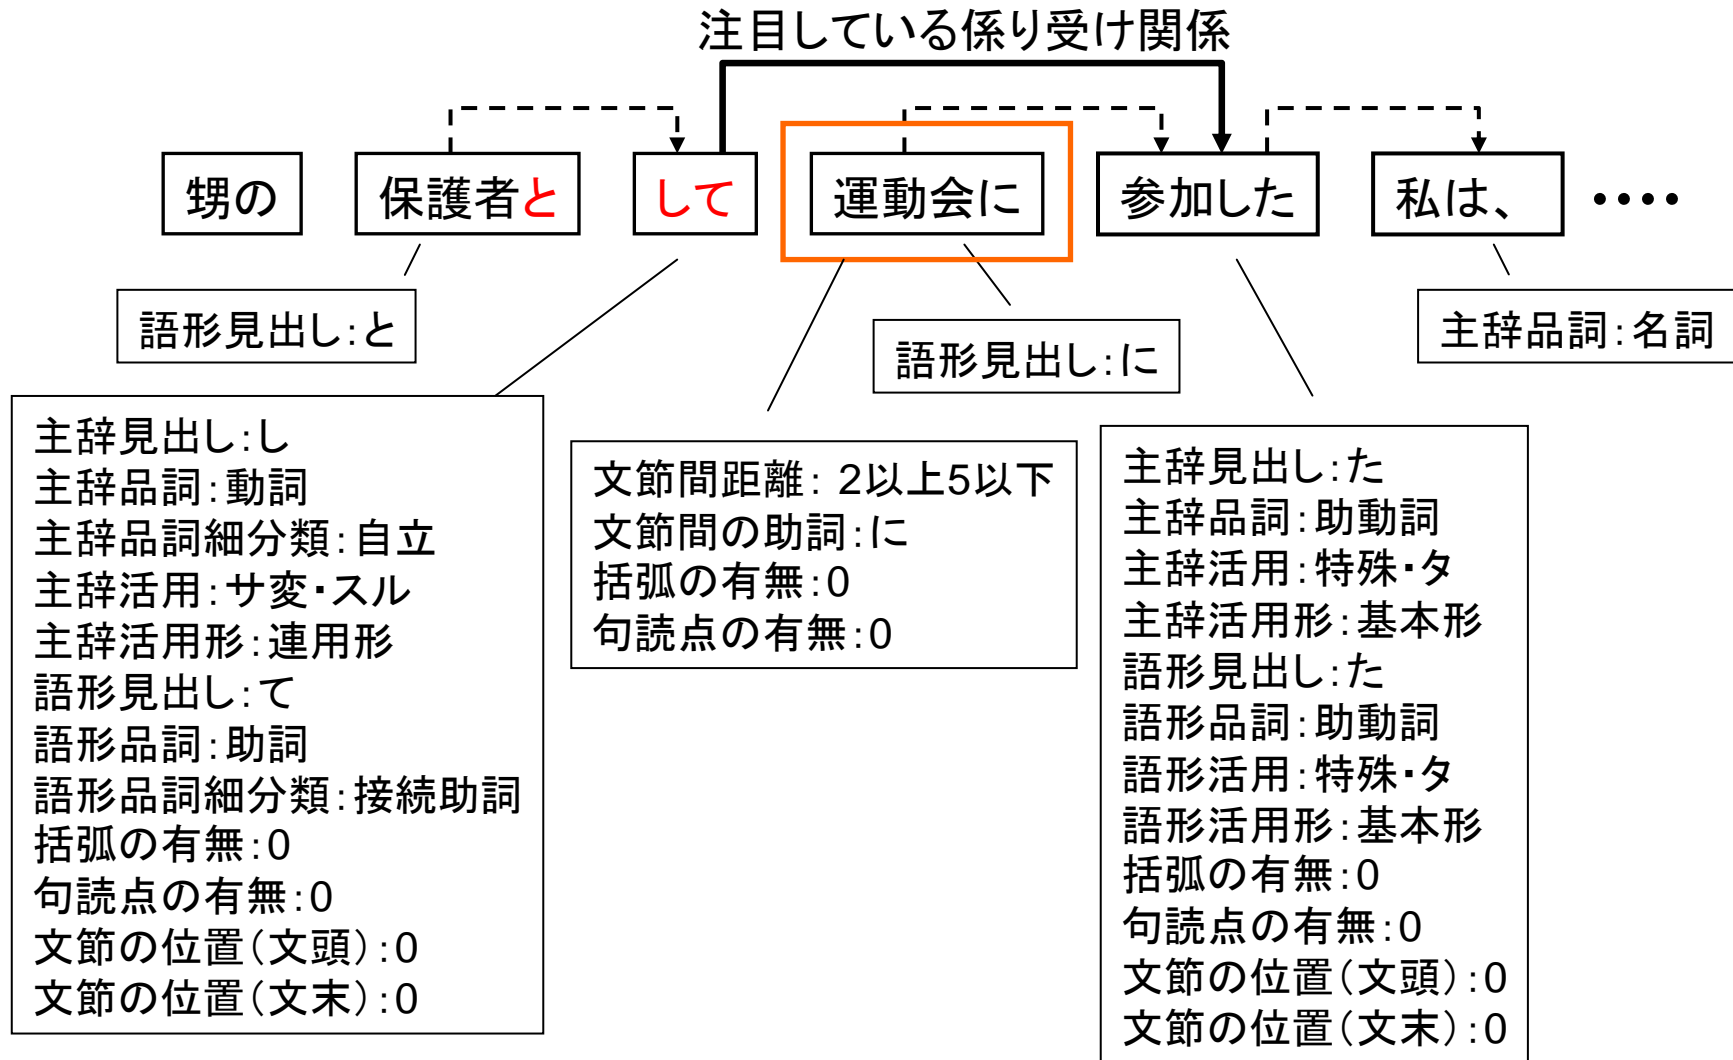 注目している係り受け関係
甥の 保護者と して 運動会に 参加した 私は、 ••••
語形見出し:と
語形見出し:に
主辞品詞:名詞
主辞見出し:し
主辞品詞:動詞
主辞品詞細分類:自立
主辞活用:サ変・スル
主辞活用形:連用形
語形見出し:て
語形品詞:助詞
語形品詞細分類:接続助詞
括弧の有無:0
句読点の有無:0
文節の位置(文頭):0
文節の位置(文末):0
文節間距離: 2以上5以下
文節間の助詞:に
括弧の有無:0
句読点の有無:0
主辞見出し:た
主辞品詞:助動詞
主辞活用:特殊・タ
主辞活用形:基本形
語形見出し:た
語形品詞:助動詞
語形活用:特殊・タ
語形活用形:基本形
括弧の有無:0
句読点の有無:0
文節の位置(文頭):0
文節の位置(文末):0